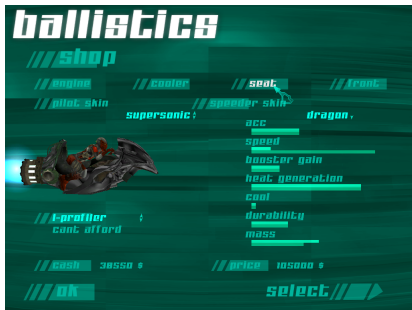 ballistics
shop
engine cooler seat front
pilot skin speeder skin
supersonic dragon
acc
speed
booster gain
heat generation
cool
durability
mass
l-profiler
cant afford
cash 30550 $ price 105000 $
ok select